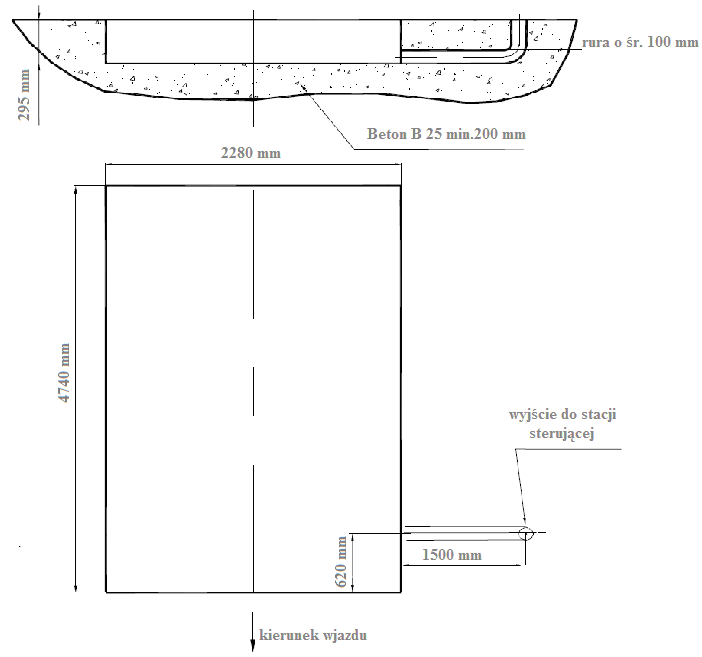 rura o śr. 100 mm
295 mm
Beton B 25 min.200 mm
2280 mm
4740 mm
wyjście do stacji
sterującej
620 mm
1500 mm
kierunek wjazdu